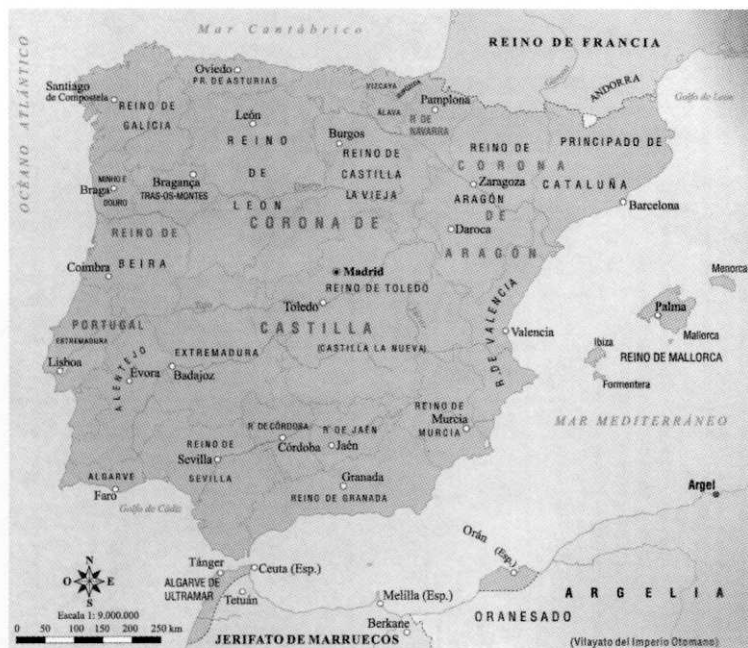 Mar Cantábrico
REINO DE FRANCIA
OCÉANO ATLÁNTICO
Oviedo
PR. DE ASTURIAS
VIZCAYA
ÁLAVA
Pamplona
Rº DE
NAVARRA
ANDORRA
Golfo de León
Santiago
de Compostela
REINO DE
GALICIA
León
REINO
DE
LEON
Burgos
REINO DE
CASTILLA
LA VIEJA
REINO DE
ARAGÓN
CORONA
DE
ARAGÓN
Zaragoza
Daroca
PRINCIPADO DE
CATALUÑA
Barcelona
MINHO E
DOURO
Braga
Bragança
TRAS-OS-MONTES
CORONA DE
CASTILLA
REINO DE
BEIRA
Coimbra
Madrid
REINO DE TOLEDO
Toledo
(CASTILLA LA NUEVA)
Menorca
Palma
Mallorca
Ibiza
REINO DE MALLORCA
Formentera
PORTUGAL
EXTREMADURA
Lisboa
ALENTEJO
Évora
EXTREMADURA
Badajoz
R. DE VALENCIA
Valencia
MAR MEDITERRÁNEO
REINO DE
MURCIA
Murcia
Rº DE CÓRDOBA
Córdoba
Rº DE JAÉN
Jaén
REINO DE
SEVILLA
Sevilla
Granada
REINO DE GRANADA
ALGARVE
Faro
Golfo de Cádiz
Argel
Orán (Esp.)
Tánger
Ceuta (Esp.)
ALGARVE DE
ULTRAMAR
Tetuán
Melilla (Esp.)
Berkane
ARGELIA
ORANESADO
(Vilayato del Imperio Otomano)
JERIFATO DE MARRUECOS
N
O E
S
Escala 1: 9.000.000
0 50 100 150 200 250 km